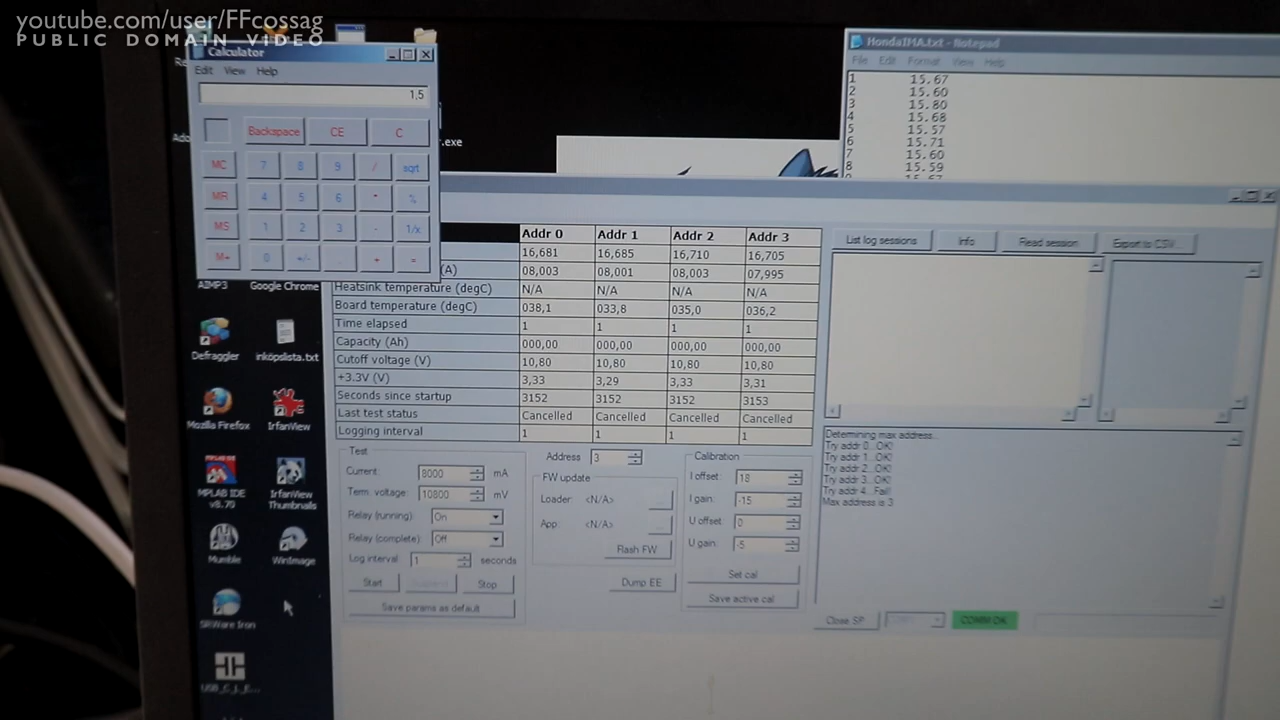 youtube.com/user/FFcossag
PUBLIC DOMAIN VIDEO
Calculator
Edit View Help
1,5
Backspace CE C
MC 7 8 9 / sqrt
MR 4 5 6 * %
MS 1 2 3 - 1/x
M+ 0 +/- + =
.exe
HondaIMA.txt - Notepad
File Edit Format View Help
1 15.67
2 15.60
3 15.80
4 15.68
5 15.57
6 15.71
7 15.60
8 15.59
Addr 0 Addr 1 Addr 2 Addr 3
16,681 16,685 16,710 16,705
(A) 08,003 08,001 08,003 07,995
Heatsink temperature (degC) N/A N/A N/A N/A
Board temperature (degC) 038,1 033,8 035,0 036,2
Time elapsed 1 1 1 1
Capacity (Ah) 000,00 000,00 000,00 000,00
Cutoff voltage (V) 10,80 10,80 10,80 10,80
+3.3V (V) 3,33 3,29 3,33 3,31
Seconds since startup 3152 3152 3152 3153
Last test status Cancelled Cancelled Cancelled Cancelled
Logging interval 1 1 1 1
List log sessions Info Read session Export to CSV...
AIMP3 Google Chrome
Defraggler inköpslista.txt
Mozilla Firefox IrfanView
MPLAB IDE v8.70 IrfanView Thumbnails
Mumble WinImage
SRWare Iron
USB_C_L_E...
Test
Current: 8000 mA
Term. voltage: 10800 mV
Relay (running): On
Relay (complete): Off
Log interval 1 seconds
Start Stop
Save params as default
Address 3
FW update
Loader: <N/A>
App: <N/A>
Flash FW
Dump EE
Calibration
I offset: 18
I gain: -15
U offset: 0
U gain: -5
Set cal
Save active cal
Determining max address...
Try addr 0...OK!
Try addr 1...OK!
Try addr 2...OK!
Try addr 3...OK!
Try addr 4...Fail!
Max address is 3
Close SP COMM OK